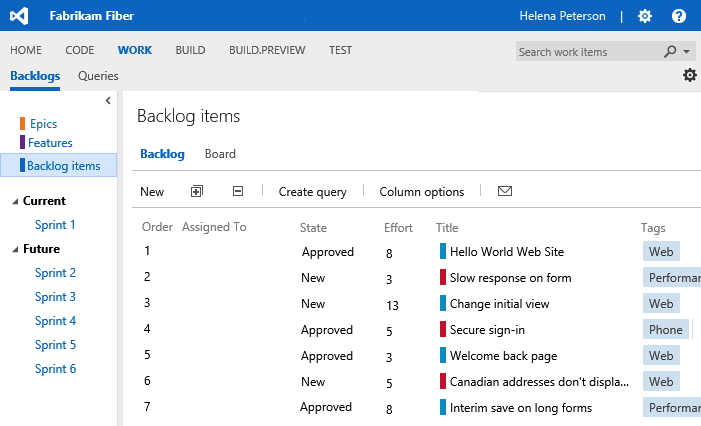 Fabrikam Fiber Helena Peterson | ?
HOME CODE WORK BUILD BUILD.PREVIEW TEST Search work items
Backlogs Queries
Epics
Features
Backlog items
Current
Sprint 1
Future
Sprint 2
Sprint 3
Sprint 4
Sprint 5
Sprint 6
Backlog items
Backlog Board
New Create query Column options
Order Assigned To State Effort Title Tags
1 Approved 8 Hello World Web Site Web
2 New 3 Slow response on form Performan
3 New 13 Change initial view Web
4 Approved 5 Secure sign-in Phone
5 Approved 3 Welcome back page Web
6 New 5 Canadian addresses don't displa... Web
7 Approved 8 Interim save on long forms Performan